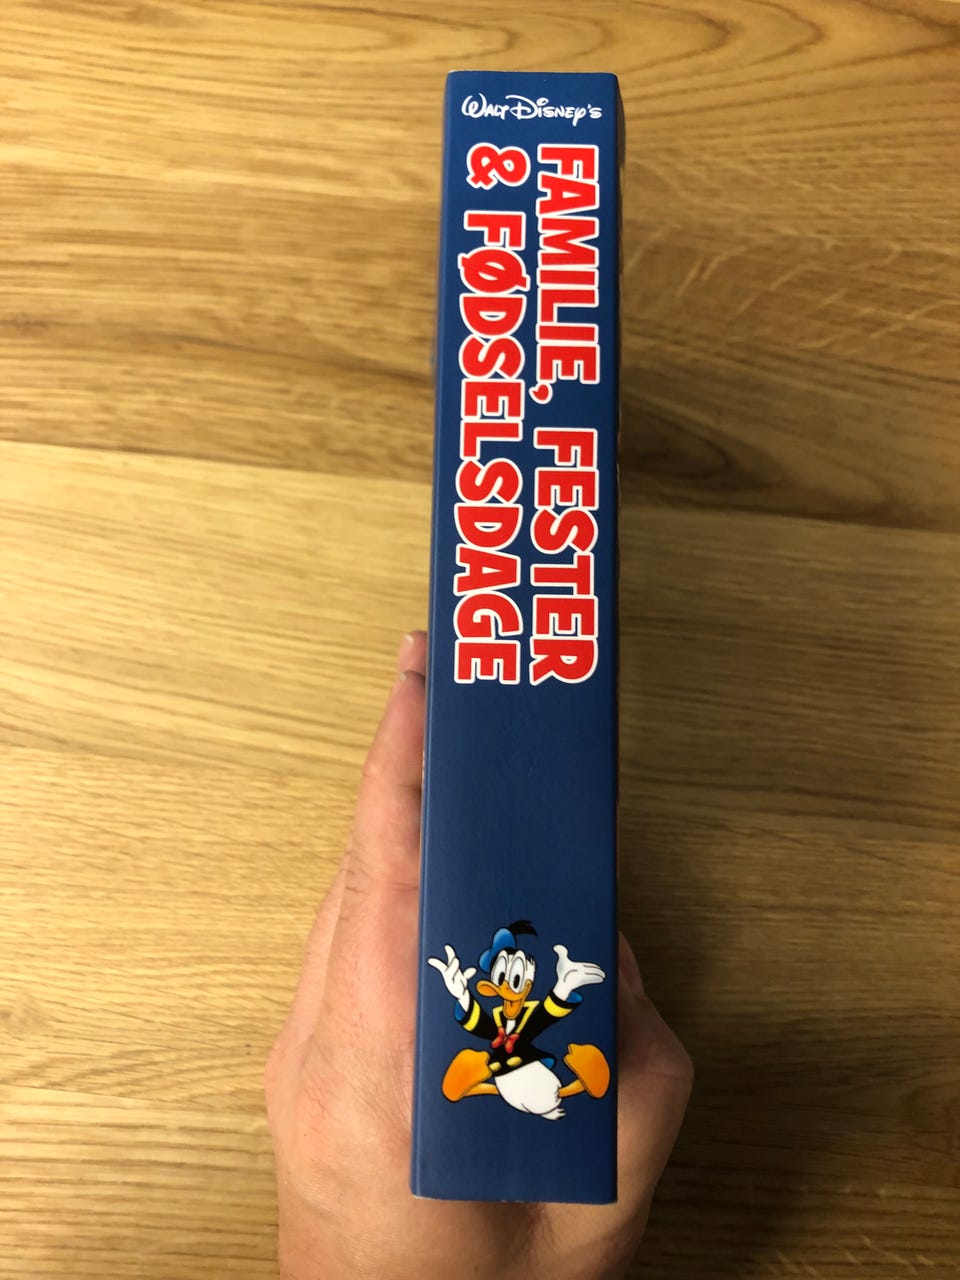 WALT DISNEY'S
FAMILIE, FESTER
& FØDSELSDAGE